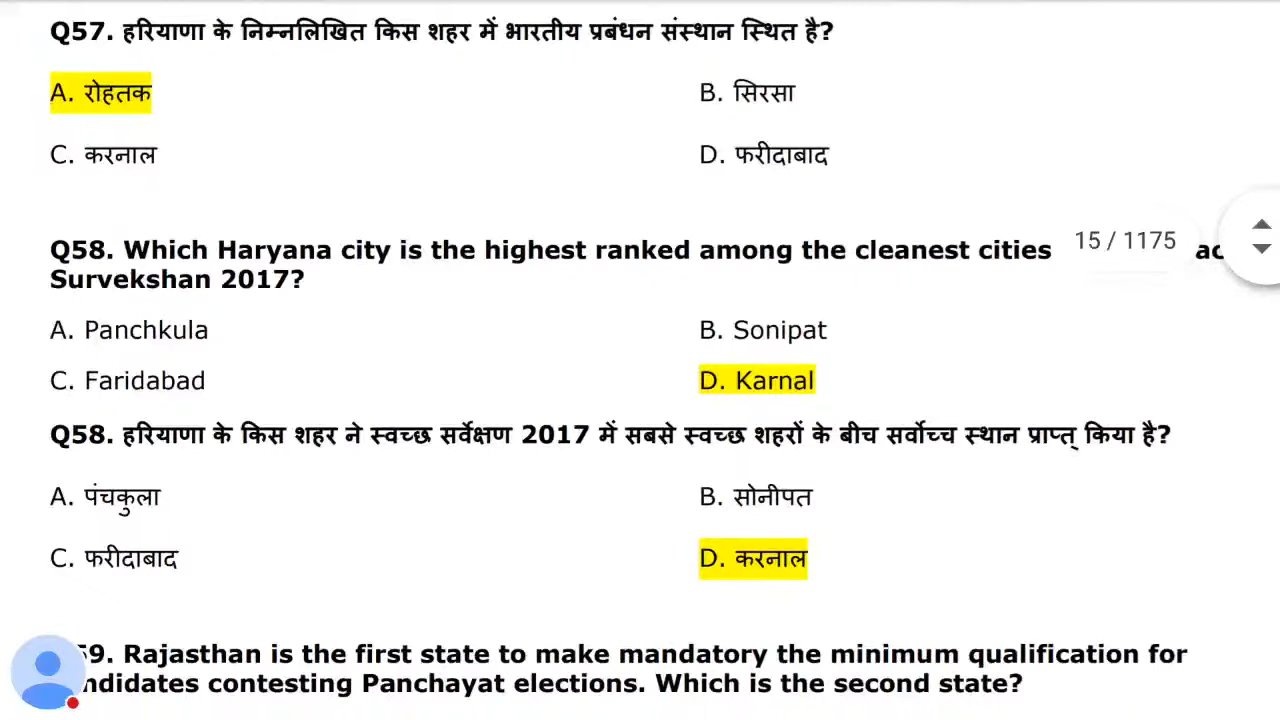 Q57. हरियाणा के निम्नलिखित किस शहर में भारतीय प्रबंधन संस्थान स्थित है?
A. रोहतक B. सिरसा
C. करनाल D. फरीदाबाद
Q58. Which Haryana city is the highest ranked among the cleanest cities
15 / 1175
Survekshan 2017?
A. Panchkula B. Sonipat
C. Faridabad D. Karnal
Q58. हरियाणा के किस शहर ने स्वच्छ सर्वेक्षण 2017 में सबसे स्वच्छ शहरों के बीच सर्वोच्च स्थान प्राप्त् किया है?
A. पंचकुला B. सोनीपत
C. फरीदाबाद D. करनाल
59. Rajasthan is the first state to make mandatory the minimum qualification for
ndidates contesting Panchayat elections. Which is the second state?